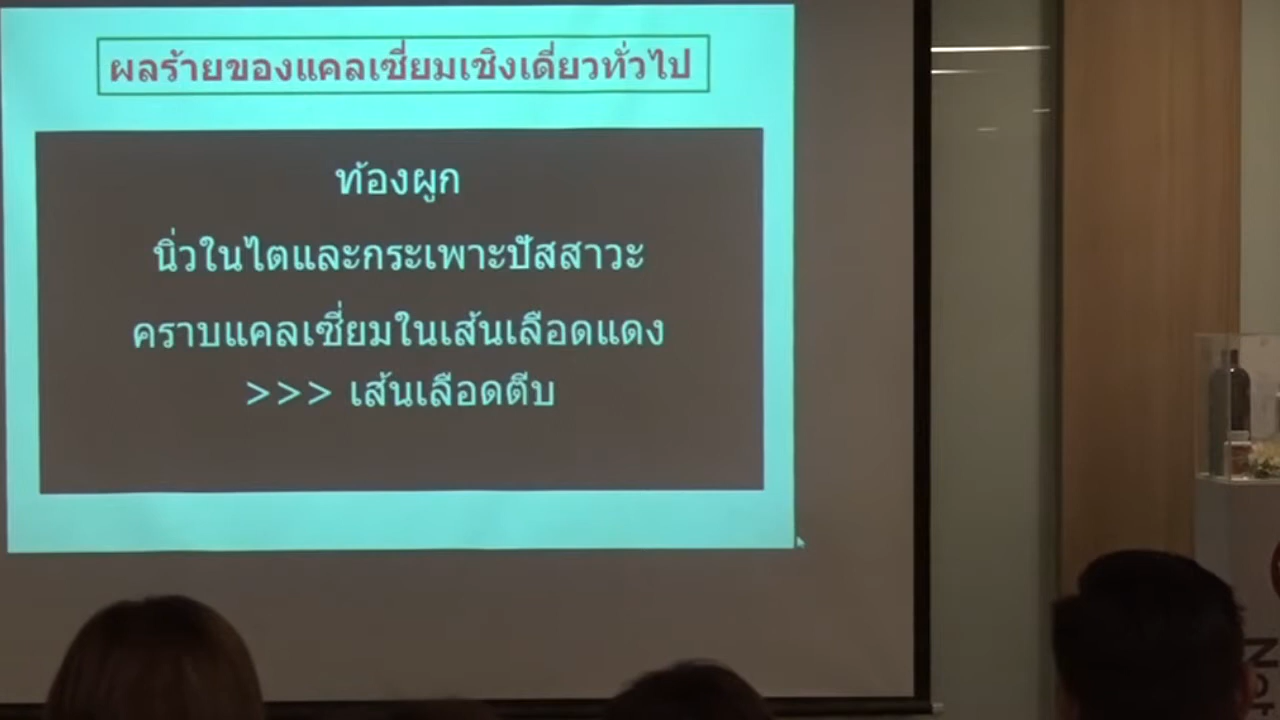 ผลร้ายของแคลเซี่ยมเชิงเดี่ยวทั่วไป
ท้องผูก
นิ่วในไตและกระเพาะปัสสาวะ
คราบแคลเซี่ยมในเส้นเลือดแดง
>>> เส้นเลือดตีบ